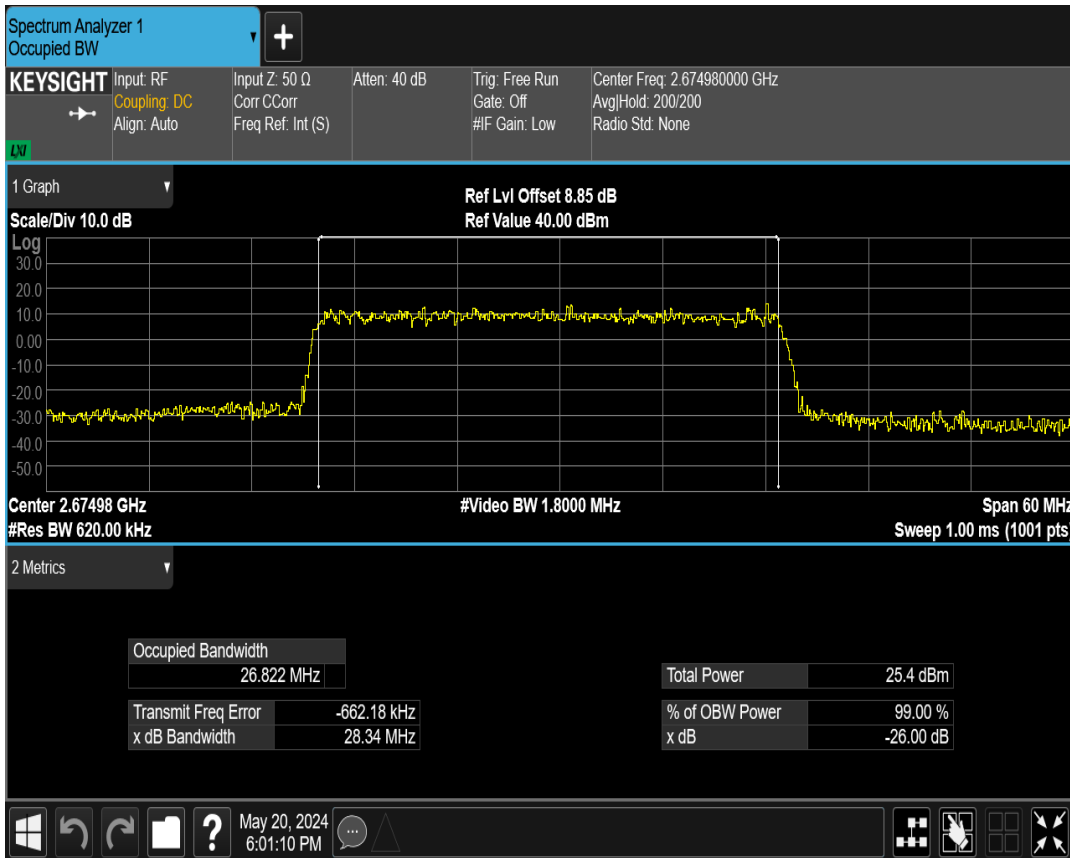 Spectrum Analyzer 1
Occupied BW
KEYSIGHT
LXI
Input: RF
Coupling: DC
Align: Auto
Input Z: 50 Ω
Corr CCorr
Freq Ref: Int (S)
Atten: 40 dB
Trig: Free Run
Gate: Off
#IF Gain: Low
Center Freq: 2.674980000 GHz
Avg|Hold: 200/200
Radio Std: None
1 Graph
Scale/Div 10.0 dB
Ref Lvl Offset 8.85 dB
Ref Value 40.00 dBm
Log
30.0
20.0
10.0
0.00
-10.0
-20.0
-30.0
-40.0
-50.0
Center 2.67498 GHz
#Video BW 1.8000 MHz
Span 60 MHz
#Res BW 620.00 kHz
Sweep 1.00 ms (1001 pts)
2 Metrics
Occupied Bandwidth
26.822 MHz
Transmit Freq Error -662.18 kHz
x dB Bandwidth 28.34 MHz
Total Power 25.4 dBm
% of OBW Power 99.00 %
x dB -26.00 dB
?
May 20, 2024
6:01:10 PM